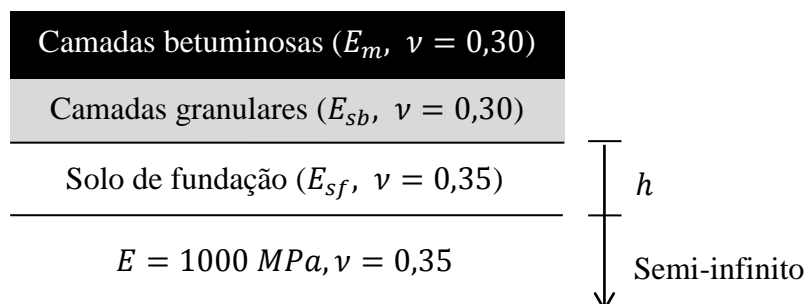 Camadas betuminosas (E_m, ν = 0,30)
Camadas granulares (E_sb, ν = 0,30)
Solo de fundação (E_sf, ν = 0,35)
h
E = 1000 MPa, ν = 0,35
Semi-infinito